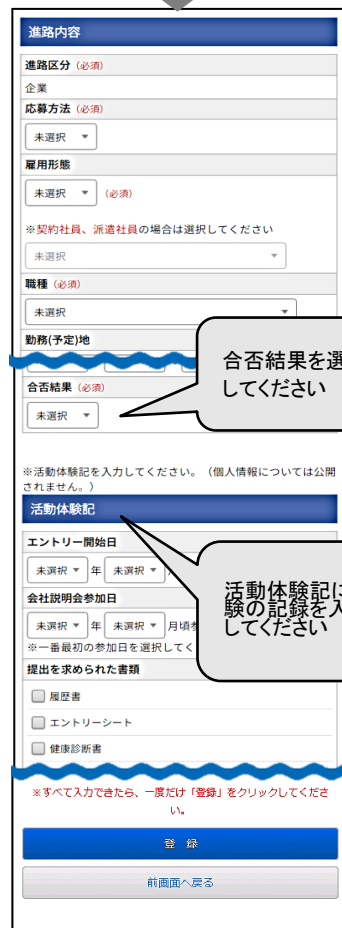 進路内容
進路区分 (必須)
企業
応募方法 (必須)
未選択
雇用形態
未選択 (必須)
※契約社員、派遣社員の場合は選択してください
未選択
職種 (必須)
未選択
勤務(予定)地
合否結果を選
してください
合否結果 (必須)
未選択
※活動体験記を入力してください。（個人情報については公開
されません。）
活動体験記
エントリー開始日
未選択 年 未選択
会社説明会参加日
未選択 年 未選択 月頃
活動体験記に
験の記録を入
してください
※一番最初の参加日を選択してく
提出を求められた書類
履歴書
エントリーシート
健康診断書
※すべて入力できたら、一度だけ「登録」をクリックしてくださ
い。
登 録
前画面へ戻る